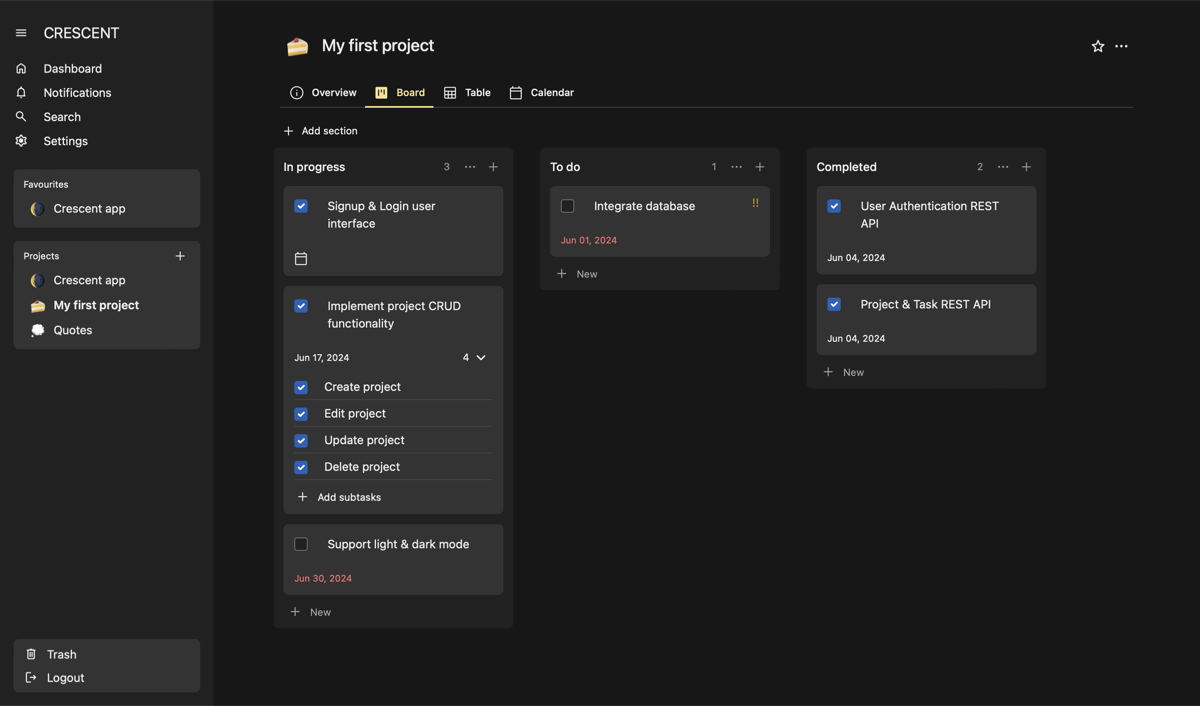 CRESCENT
Dashboard
Notifications
Search
Settings
Favourites
Crescent app
Projects
Crescent app
My first project
Quotes
Trash
Logout
My first project
Overview
Board
Table
Calendar
Add section
In progress
3
Signup & Login user
interface
Implement project CRUD
functionality
Jun 17, 2024
4
Create project
Edit project
Update project
Delete project
Add subtasks
Support light & dark mode
Jun 30, 2024
New
To do
1
Integrate database
!!
Jun 01, 2024
New
Completed
2
User Authentication REST
API
Jun 04, 2024
Project & Task REST API
Jun 04, 2024
New